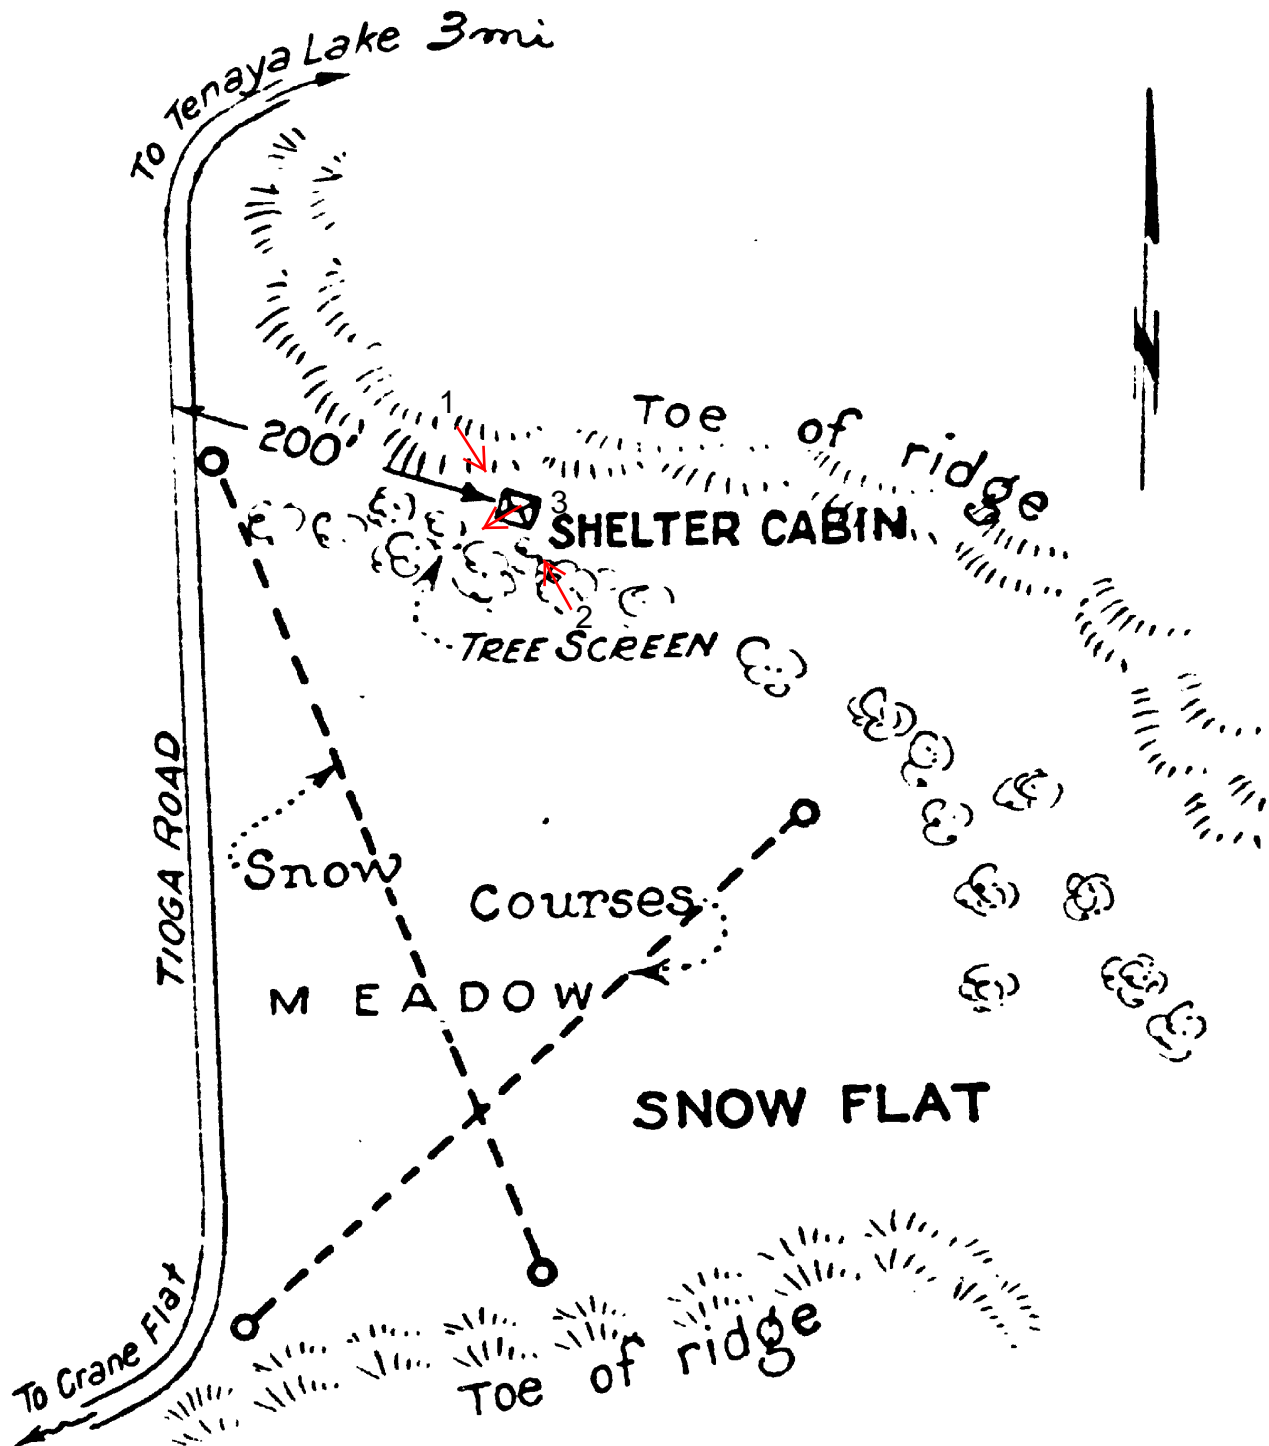 To Tenaya Lake 3mi
N
1
Toe of ridge
200'
3
SHELTER CABIN
2
TREE SCREEN
TIOGA ROAD
Snow Courses
MEADOW
SNOW FLAT
To Crane Flat
Toe of ridge